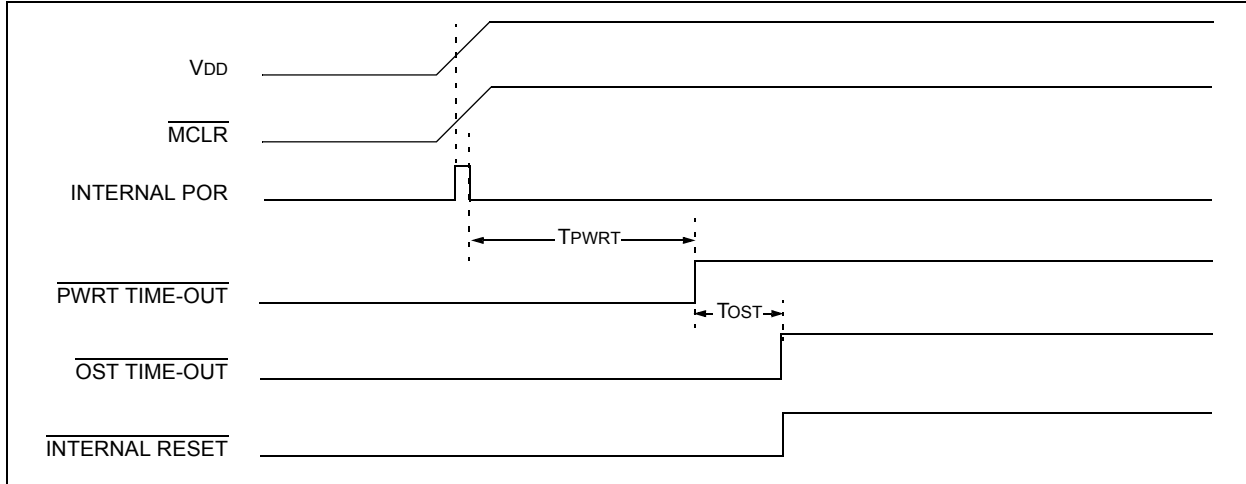 VDD
MCLR
INTERNAL POR
TPWRT
PWRT TIME-OUT
TOST
OST TIME-OUT
INTERNAL RESET